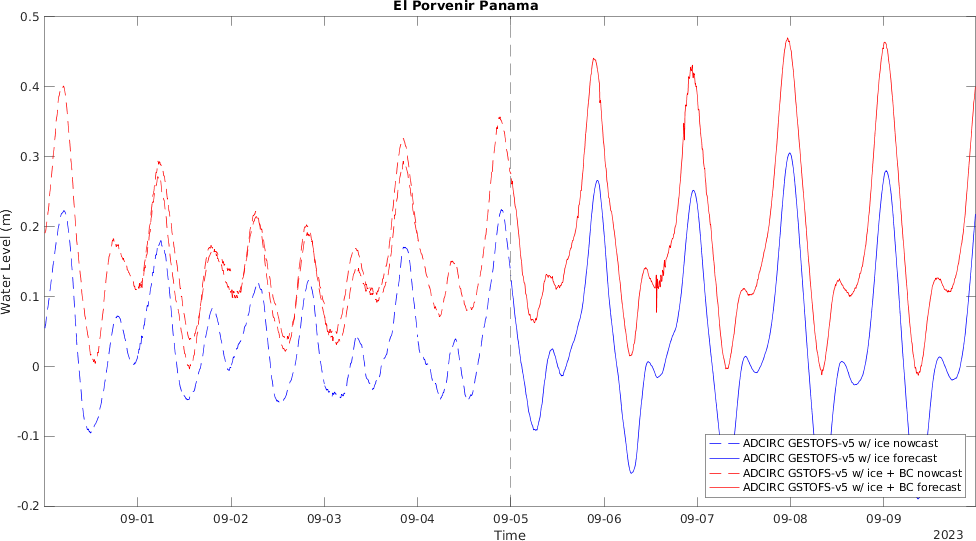 El Porvenir Panama
0.5
0.4
0.3
0.2
0.1
0
-0.1
-0.2
Water Level (m)
ADCIRC GESTOFS-v5 w/ ice nowcast
ADCIRC GESTOFS-v5 w/ ice forecast
ADCIRC GSTOFS-v5 w/ ice + BC nowcast
ADCIRC GSTOFS-v5 w/ ice + BC forecast
09-01 09-02 09-03 09-04 09-05 09-06 09-07 09-08 09-09
Time
2023